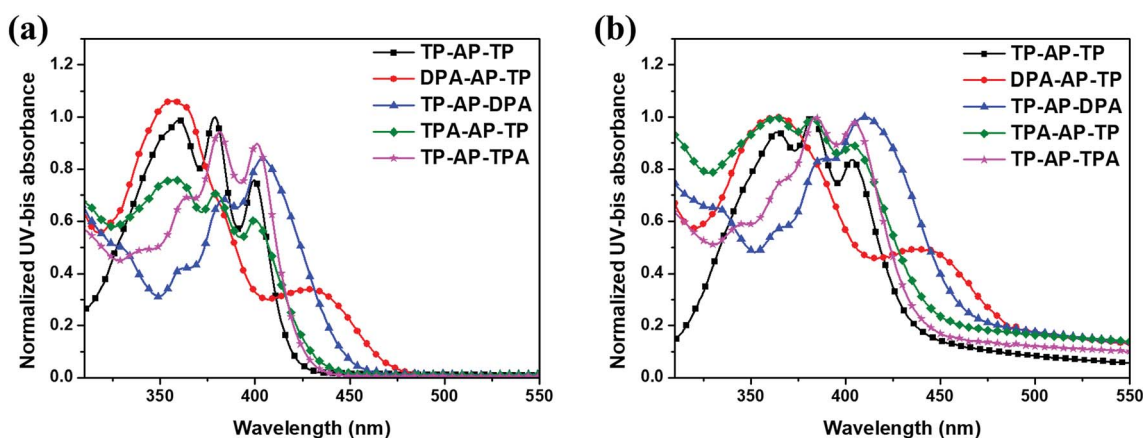 (a)
TP-AP-TP
DPA-AP-TP
TP-AP-DPA
TPA-AP-TP
TP-AP-TPA
1.2
1.0
0.8
0.6
0.4
0.2
0.0
Normalized UV-bis absorbance
350
400
450
500
550
Wavelength (nm)
(b)
TP-AP-TP
DPA-AP-TP
TP-AP-DPA
TPA-AP-TP
TP-AP-TPA
1.2
1.0
0.8
0.6
0.4
0.2
0.0
Normalized UV-bis absorbance
350
400
450
500
550
Wavelength (nm)